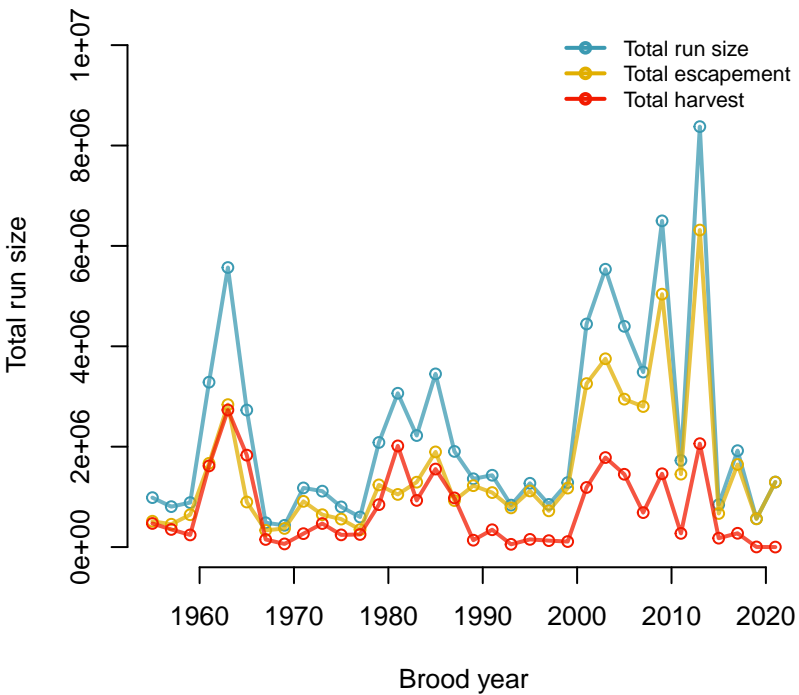 Total run size
Total escapement
Total harvest
Total run size
1e+07
8e+06
6e+06
4e+06
2e+06
0e+00
1960 1970 1980 1990 2000 2010 2020
Brood year